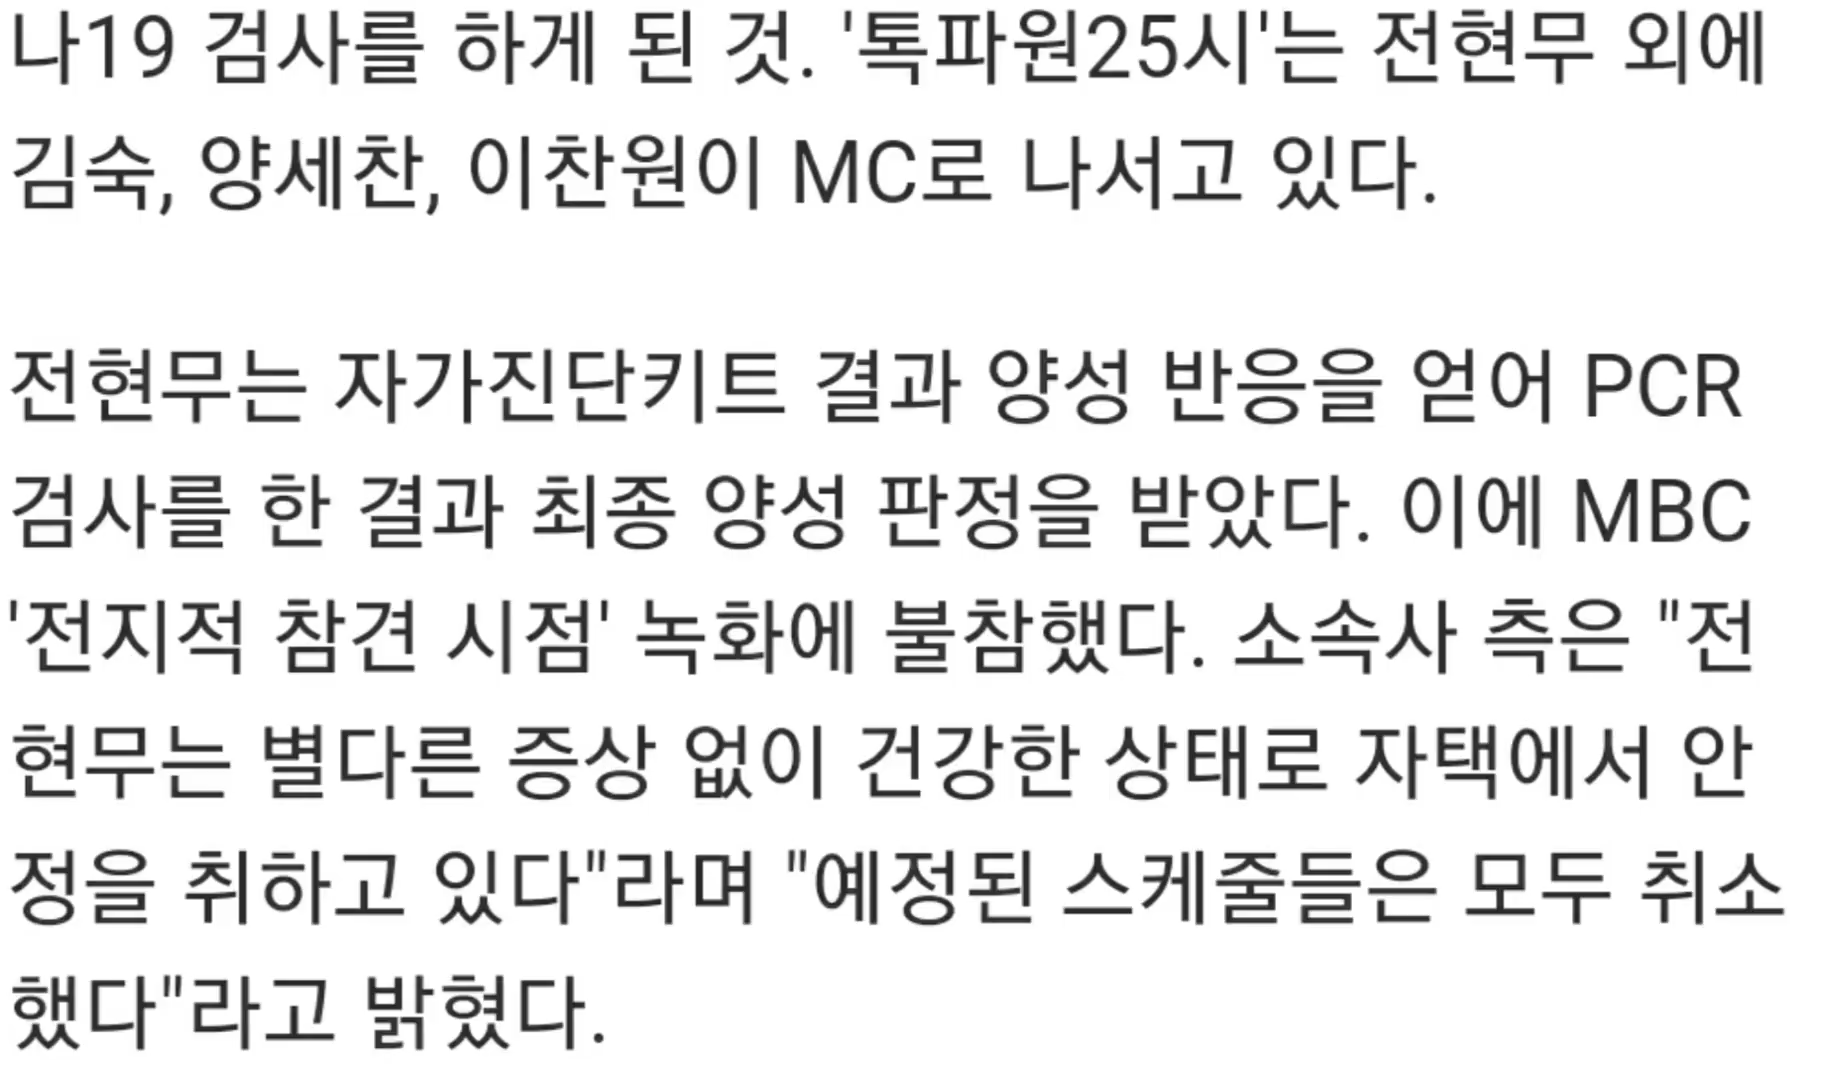 나19 검사를 하게 된 것. '톡파원25시'는 전현무 외에
김숙, 양세찬, 이찬원이 MC로 나서고 있다.
전현무는 자가진단키트 결과 양성 반응을 얻어 PCR
검사를 한 결과 최종 양성 판정을 받았다. 이에 MBC
'전지적 참견 시점' 녹화에 불참했다. 소속사 측은 "전
현무는 별다른 증상 없이 건강한 상태로 자택에서 안
정을 취하고 있다"라며 "예정된 스케줄들은 모두 취소
했다"라고 밝혔다.